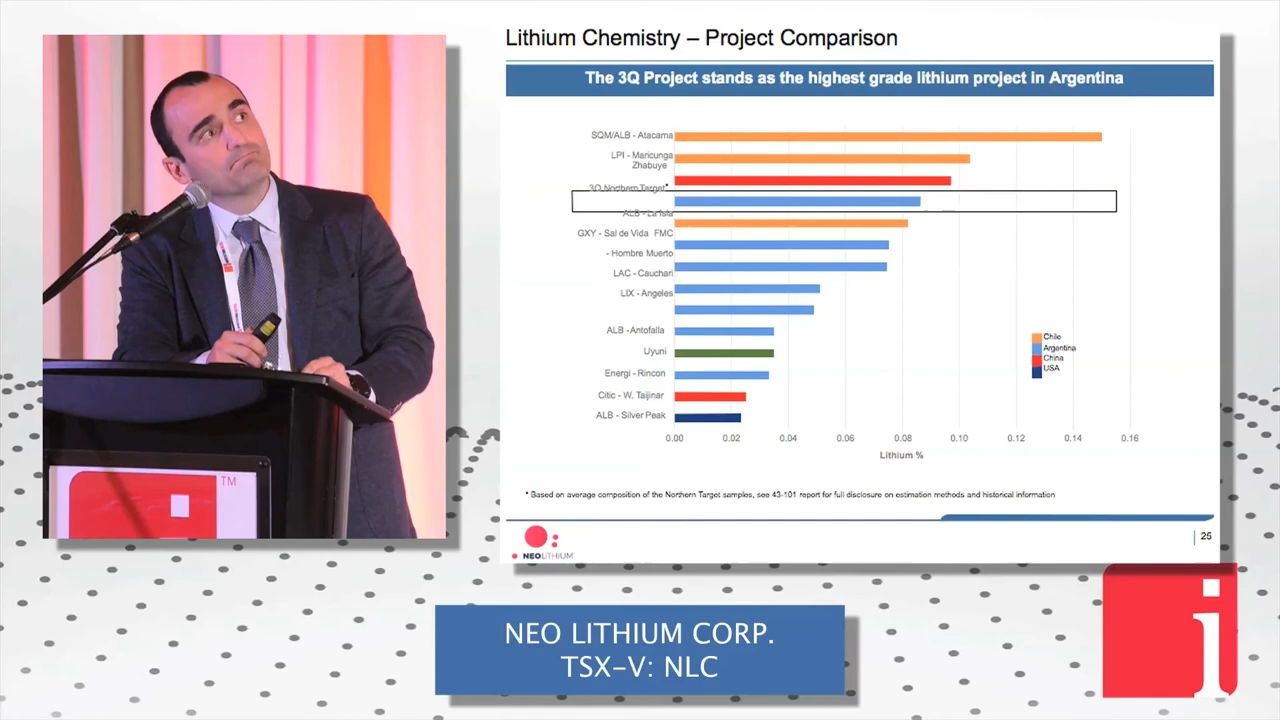 Lithium Chemistry – Project Comparison
The 3Q Project stands as the highest grade lithium project in Argentina
SQM/ALB - Atacama
LPI - Maricunga
Zhabuye
3Q Northern Target*
ALB - La Isla
GXY - Sal de Vida FMC
- Hombre Muerto
LAC - Cauchari
LIX - Angeles
ALB -Antofalla
Uyuni
Energi - Rincon
Citic - W. Taijinar
ALB - Silver Peak
Chile
Argentina
China
USA
0.00 0.02 0.04 0.06 0.08 0.10 0.12 0.14 0.16
Lithium %
* Based on average composition of the Northern Target samples, see 43-101 report for full disclosure on estimation methods and historical information
NEOLITHIUM
25
TM
i
NEO LITHIUM CORP.
TSX-V: NLC